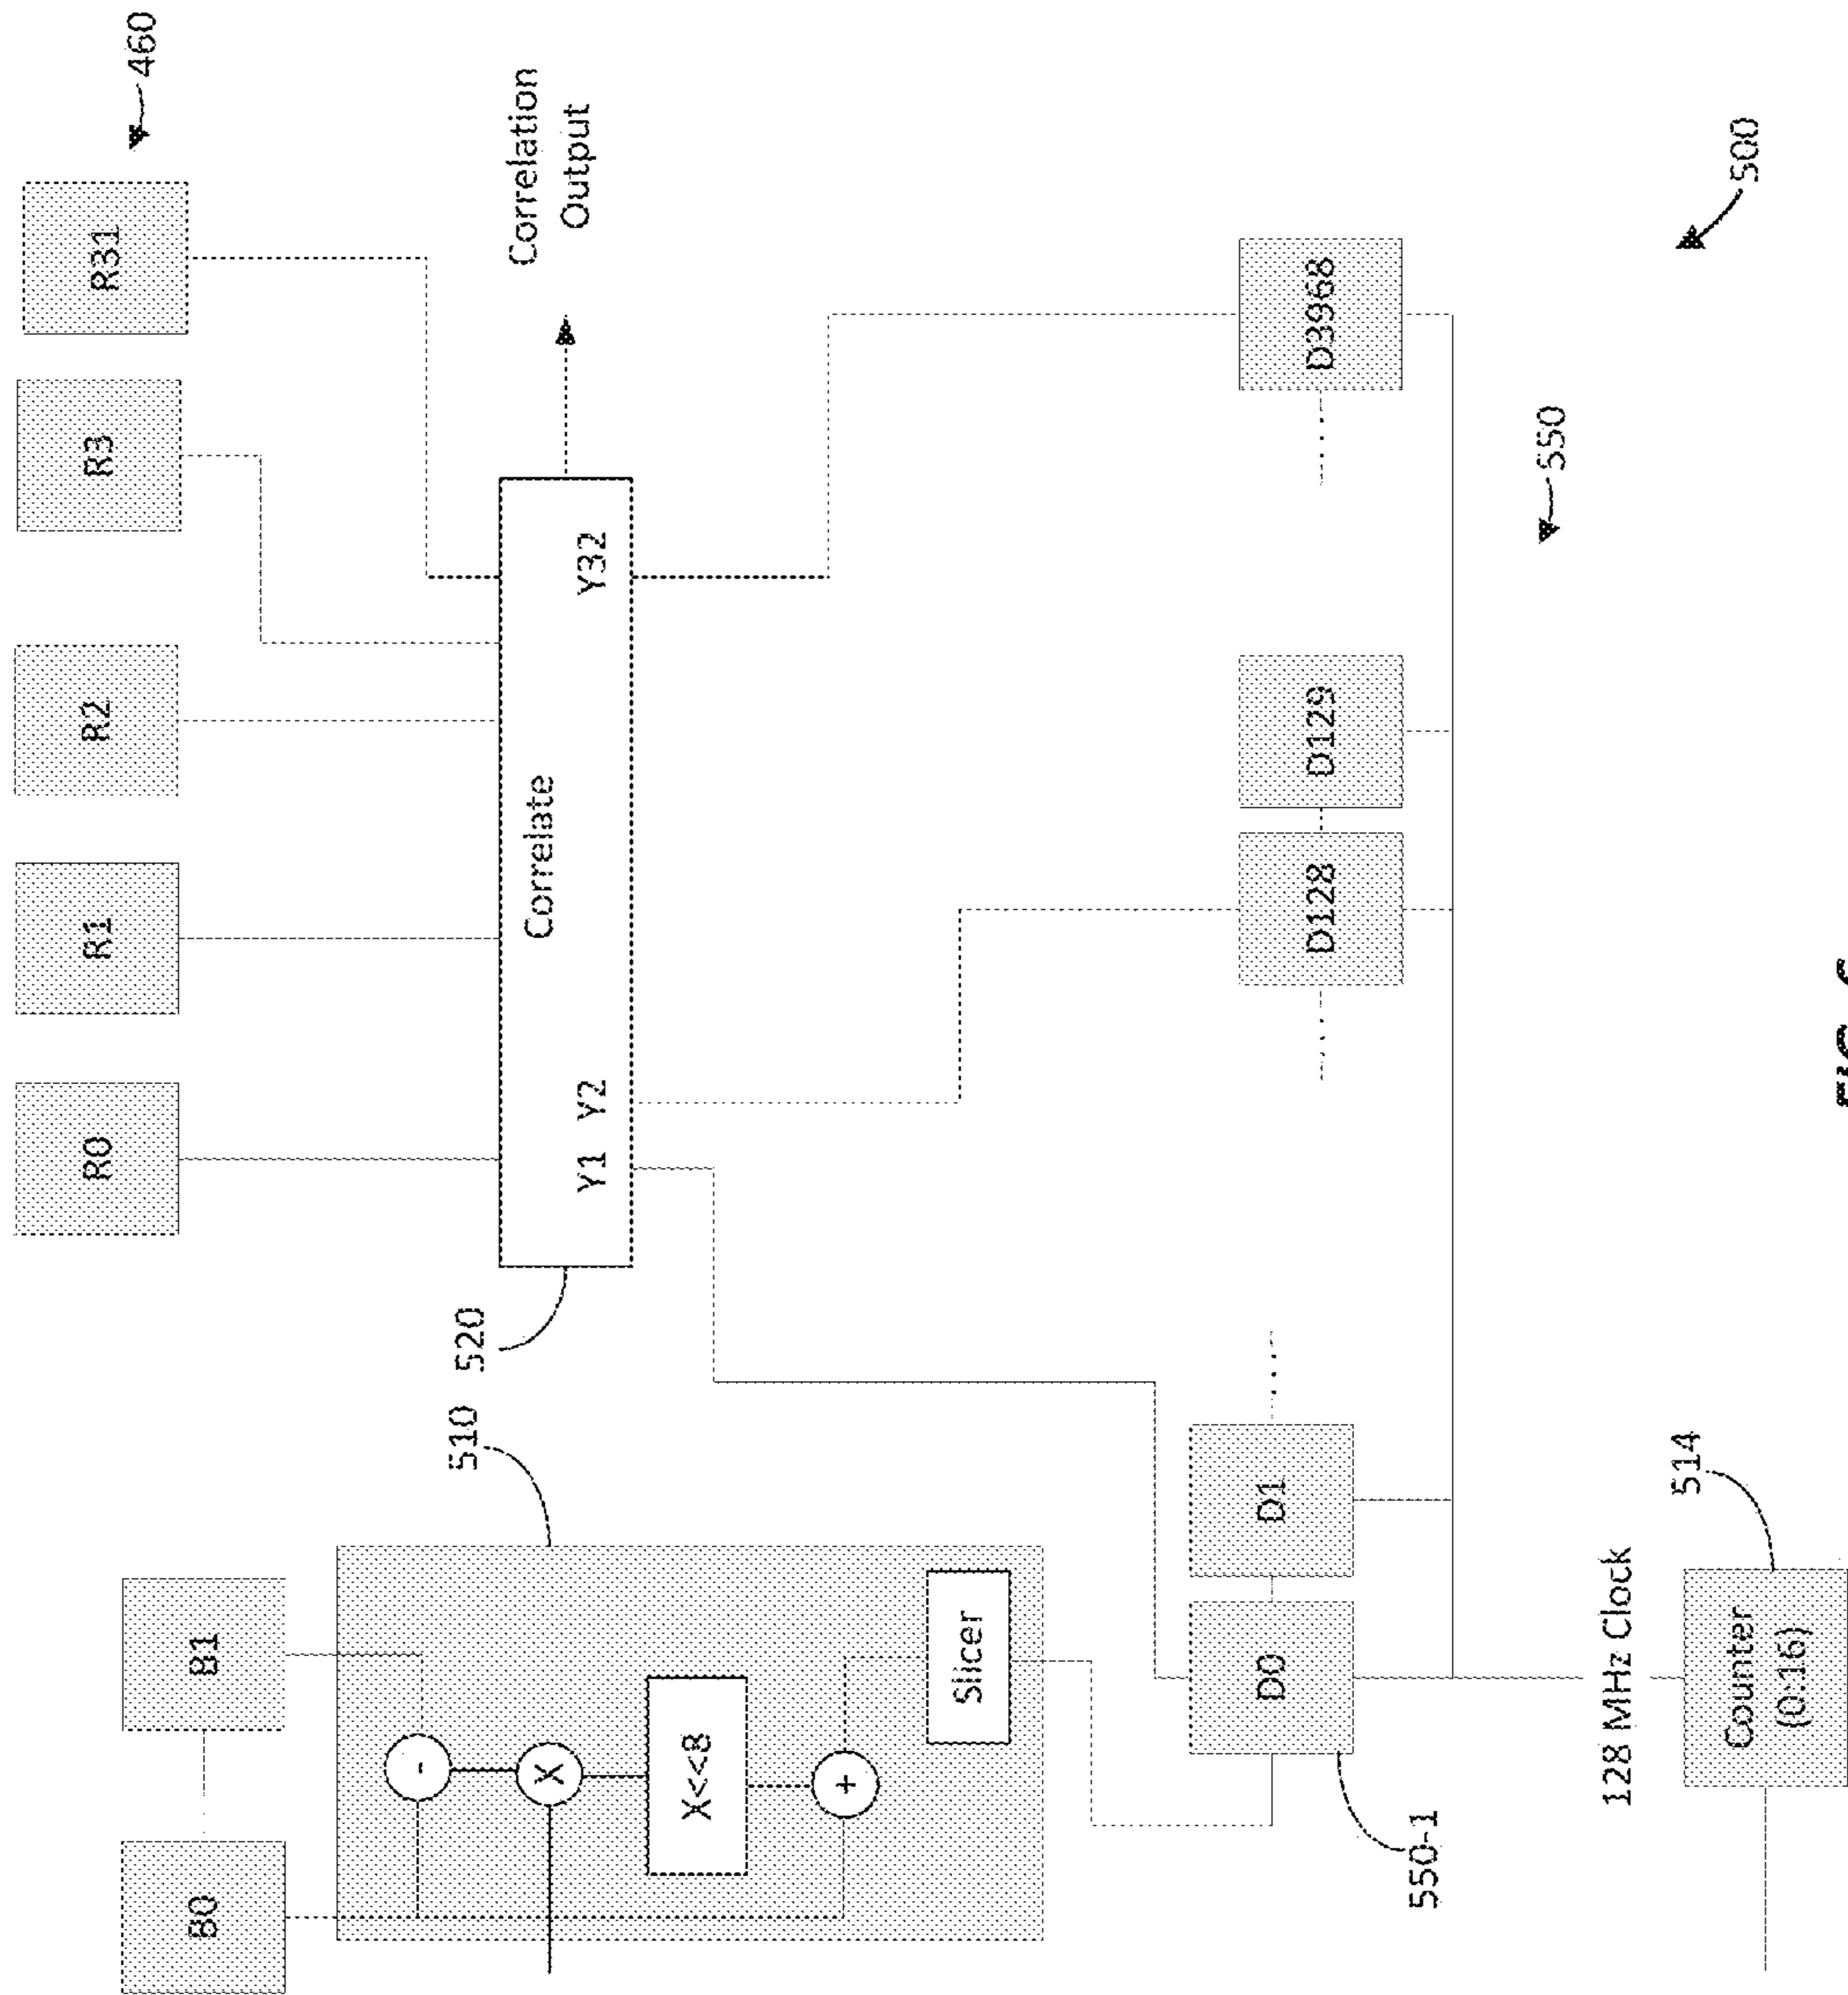 B0
B1
R0
R1
R2
R3
R31
460
510
520
-
X
X<<8
+
Slicer
Correlate
Y1
Y2
Y32
Correlation
Output
D0
D1
....
....
D128
D129
....
D3968
550-1
550
128 MHz Clock
Counter
(0:16)
514
500
FIG.